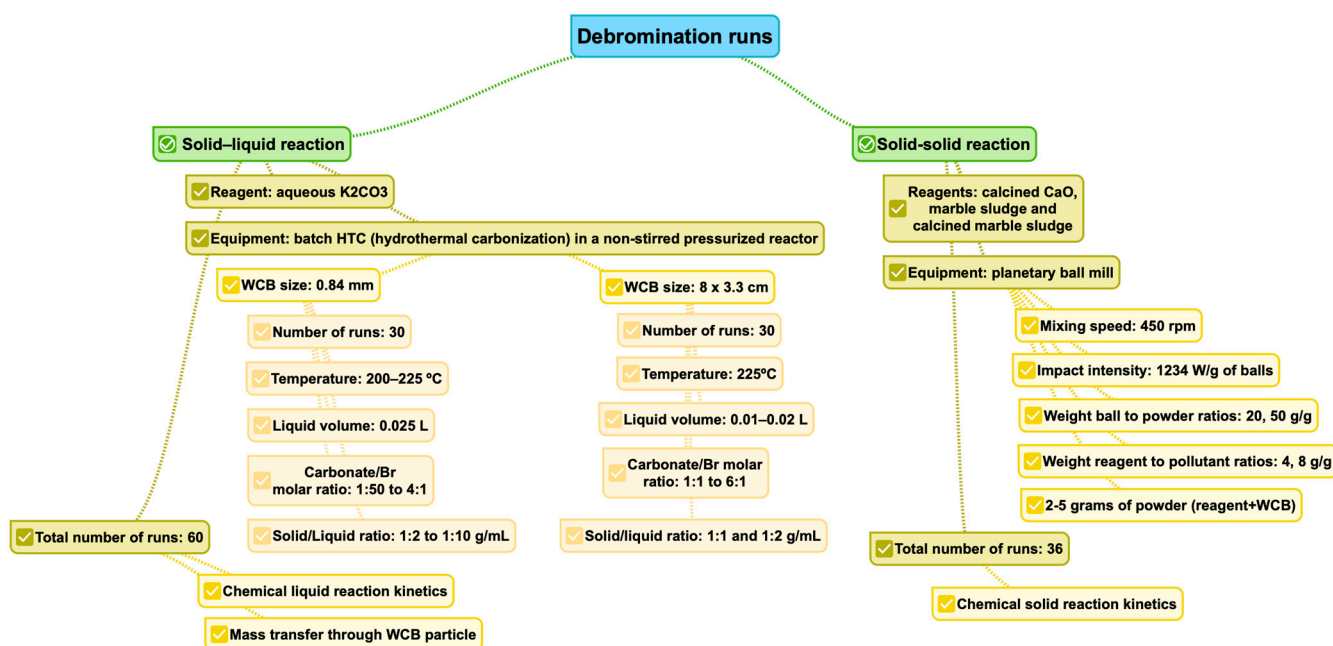 Debromination runs
Solid–liquid reaction
Reagent: aqueous K2CO3
Equipment: batch HTC (hydrothermal carbonization) in a non-stirred pressurized reactor
WCB size: 0.84 mm
Number of runs: 30
Temperature: 200–225 ºC
Liquid volume: 0.025 L
Carbonate/Br
molar ratio: 1:50 to 4:1
Solid/Liquid ratio: 1:2 to 1:10 g/mL
WCB size: 8 x 3.3 cm
Number of runs: 30
Temperature: 225ºC
Liquid volume: 0.01–0.02 L
Carbonate/Br molar
ratio: 1:1 to 6:1
Solid/liquid ratio: 1:1 and 1:2 g/mL
Total number of runs: 60
Chemical liquid reaction kinetics
Mass transfer through WCB particle
Solid-solid reaction
Reagents: calcined CaO,
marble sludge and
calcined marble sludge
Equipment: planetary ball mill
Mixing speed: 450 rpm
Impact intensity: 1234 W/g of balls
Weight ball to powder ratios: 20, 50 g/g
Weight reagent to pollutant ratios: 4, 8 g/g
2-5 grams of powder (reagent+WCB)
Total number of runs: 36
Chemical solid reaction kinetics